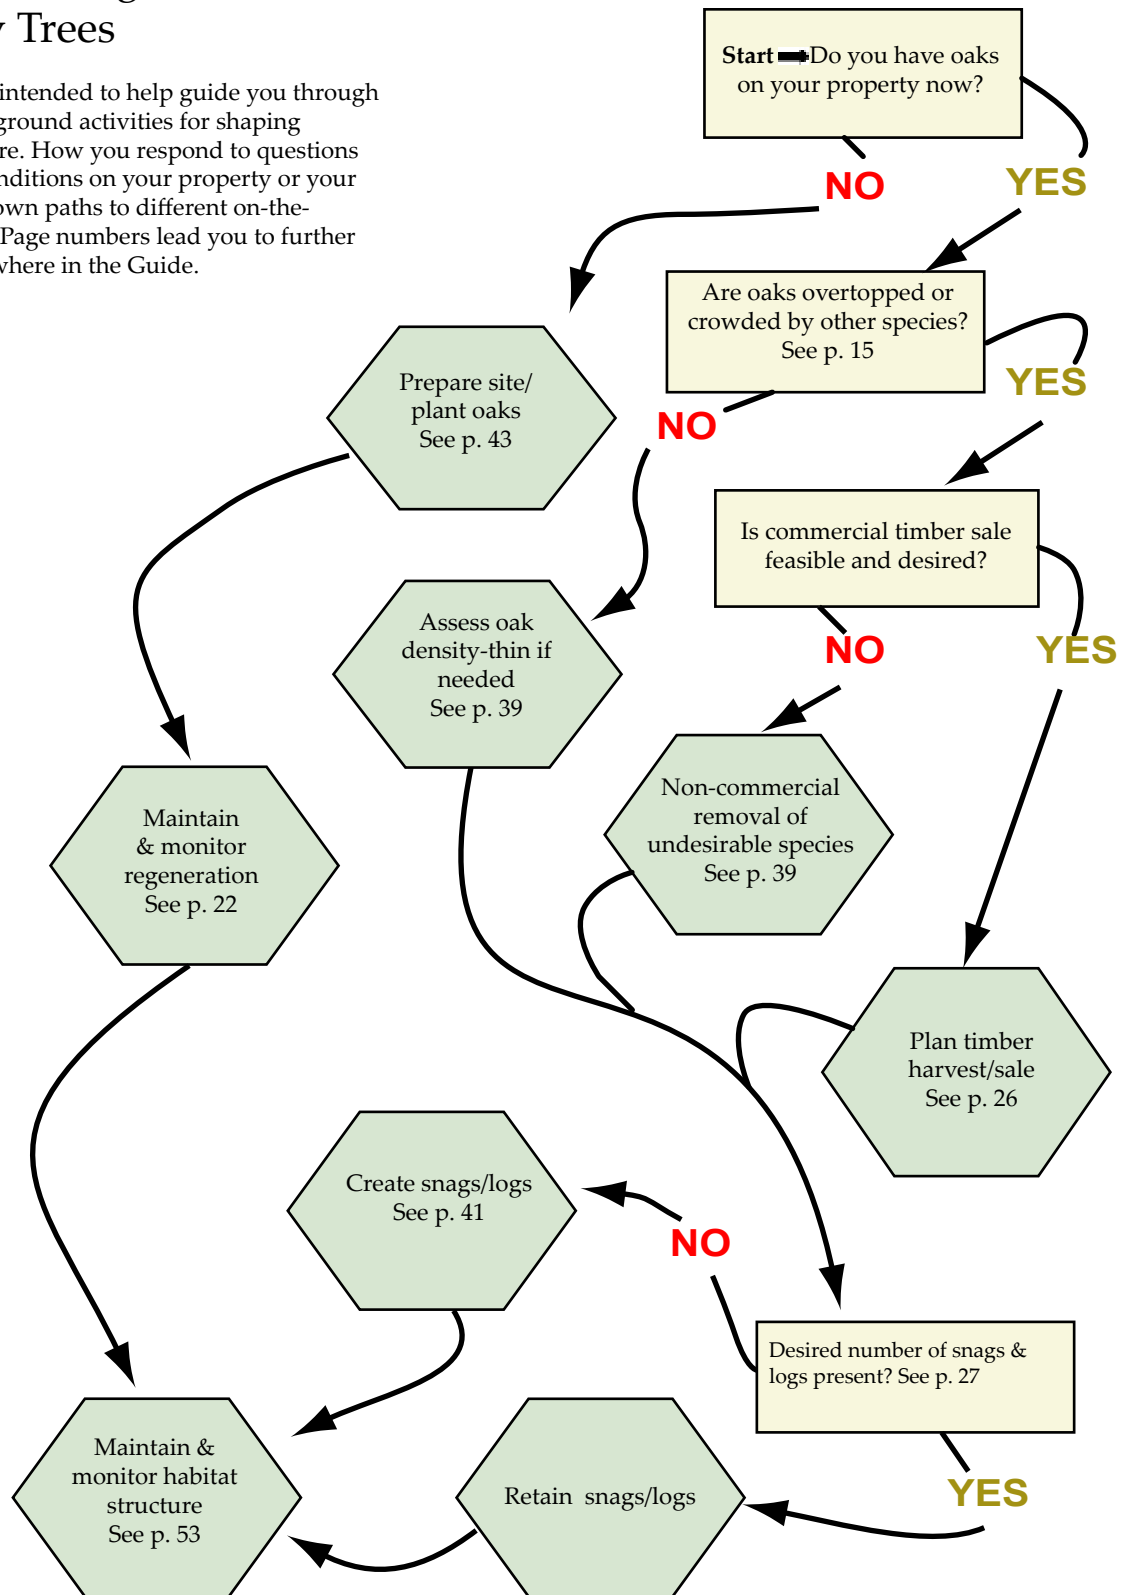 Trees
intended to help guide you through
ground activities for shaping
How you respond to questions
on your property or your
paths to different on-the-
Page numbers lead you to further
in the Guide.
Start Do you have oaks
on your property now?
NO
YES
Are oaks overtopped or
crowded by other species?
See p. 15
YES
NO
Prepare site/
plant oaks
See p. 43
Is commercial timber sale
feasible and desired?
NO
YES
Assess oak
density-thin if
needed
See p. 39
Non-commercial
removal of
undesirable species
See p. 39
Maintain
& monitor
regeneration
See p. 22
Plan timber
harvest/sale
See p. 26
Create snags/logs
See p. 41
NO
Desired number of snags &
logs present? See p. 27
YES
Maintain &
monitor habitat
structure
See p. 53
Retain snags/logs